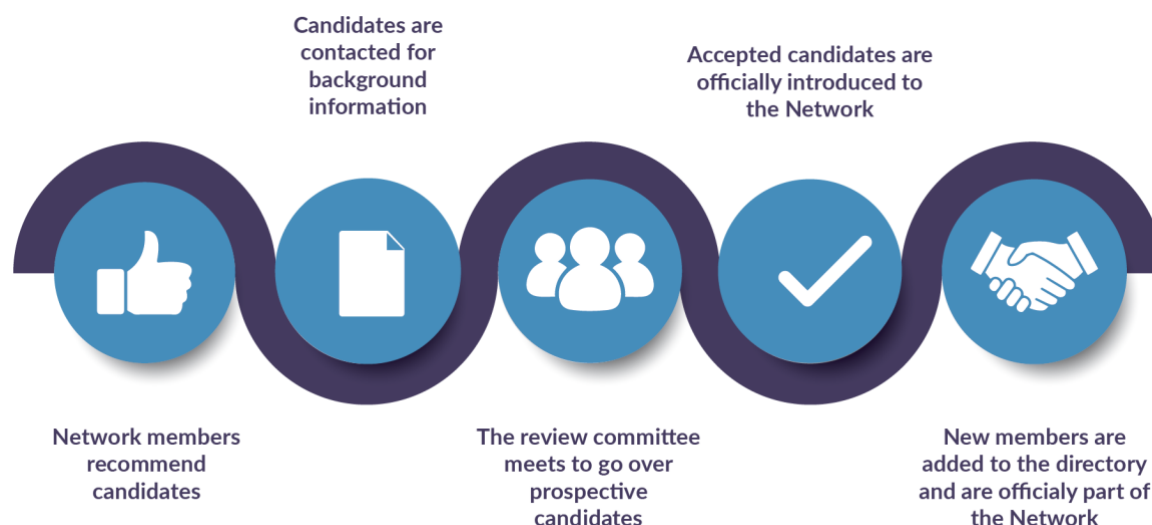 Network members
recommend
candidates
Candidates are
contacted for
background
information
The review committee
meets to go over
prospective
candidates
Accepted candidates are
officially introduced to
the Network
New members are
added to the directory
and are officialy part of
the Network